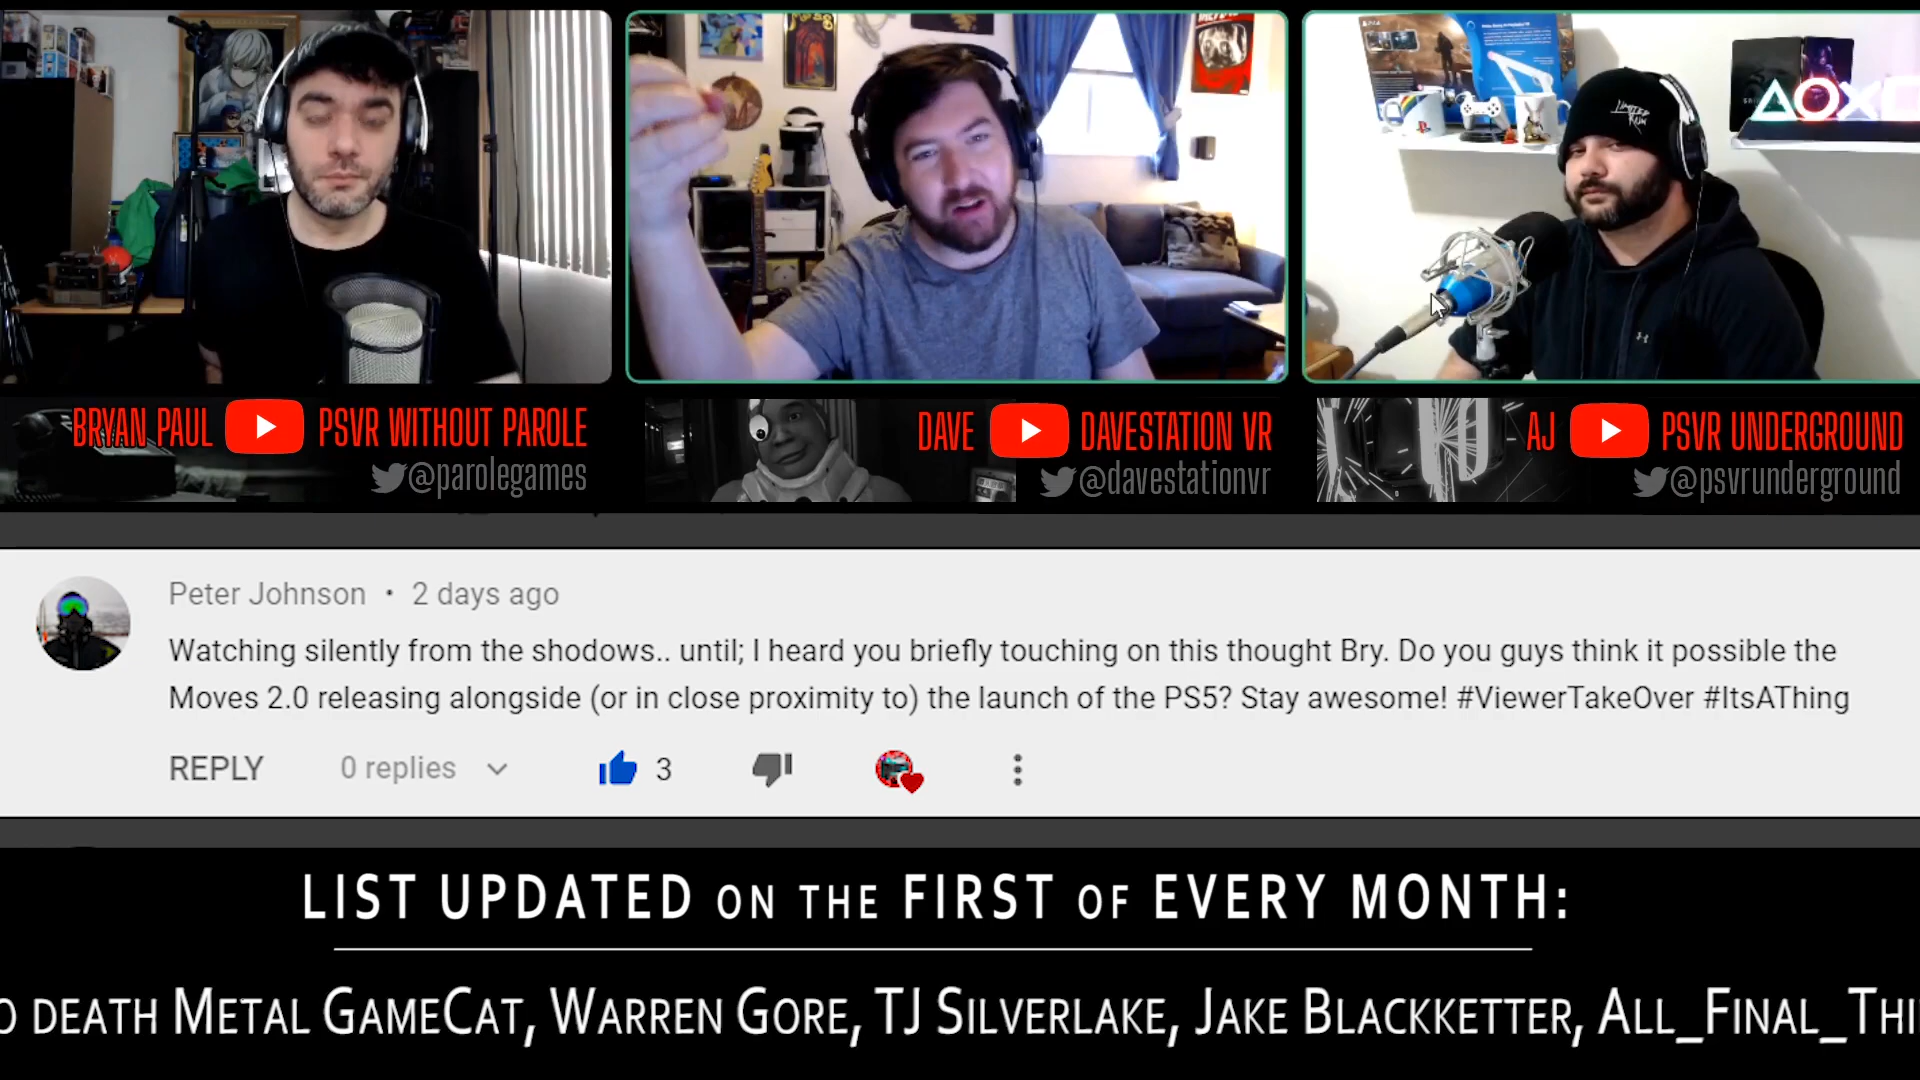 LIMITED
RUN
BRYAN PAUL PSVR WITHOUT PAROLE
@parolegames
DAVE DAVESTATION VR
@davestationvr
AJ PSVR UNDERGROUND
@psvrunderground
Peter Johnson • 2 days ago
Watching silently from the shodows.. until; I heard you briefly touching on this thought Bry. Do you guys think it possible the
Moves 2.0 releasing alongside (or in close proximity to) the launch of the PS5? Stay awesome! #ViewerTakeOver #ItsAThing
REPLY 0 replies 3
LIST UPDATED ON THE FIRST OF EVERY MONTH:
O DEATH METAL GAMECAT, WARREN GORE, TJ SILVERLAKE, JAKE BLACKKETTER, ALL_FINAL_THI